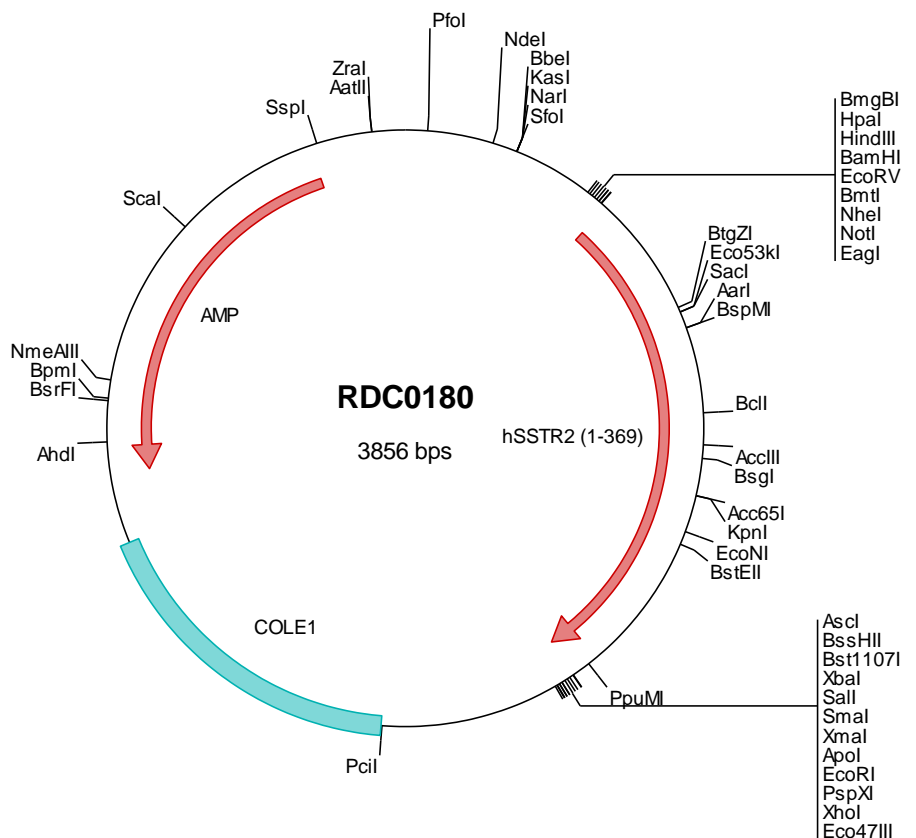 PfoI
NdeI
BbeI
KasI
NarI
SfoI
ZraI
AatII
SspI
ScaI
BmgBI
HpaI
HindIII
BamHI
EcoRV
BmtI
NheI
NotI
EagI
BtgZI
Eco53kI
SacI
AarI
BspMI
AMP
NmeAIII
BpmI
BsrFI
AhdI
RDC0180
3856 bps
hSSTR2 (1-369)
BclI
AccIII
BsgI
Acc65I
KpnI
EcoNI
BstEII
COLE1
PciI
PpuMI
AscI
BssHII
Bst1107I
XbaI
SalI
SmaI
XmaI
ApoI
EcoRI
PspXI
XhoI
Eco47III